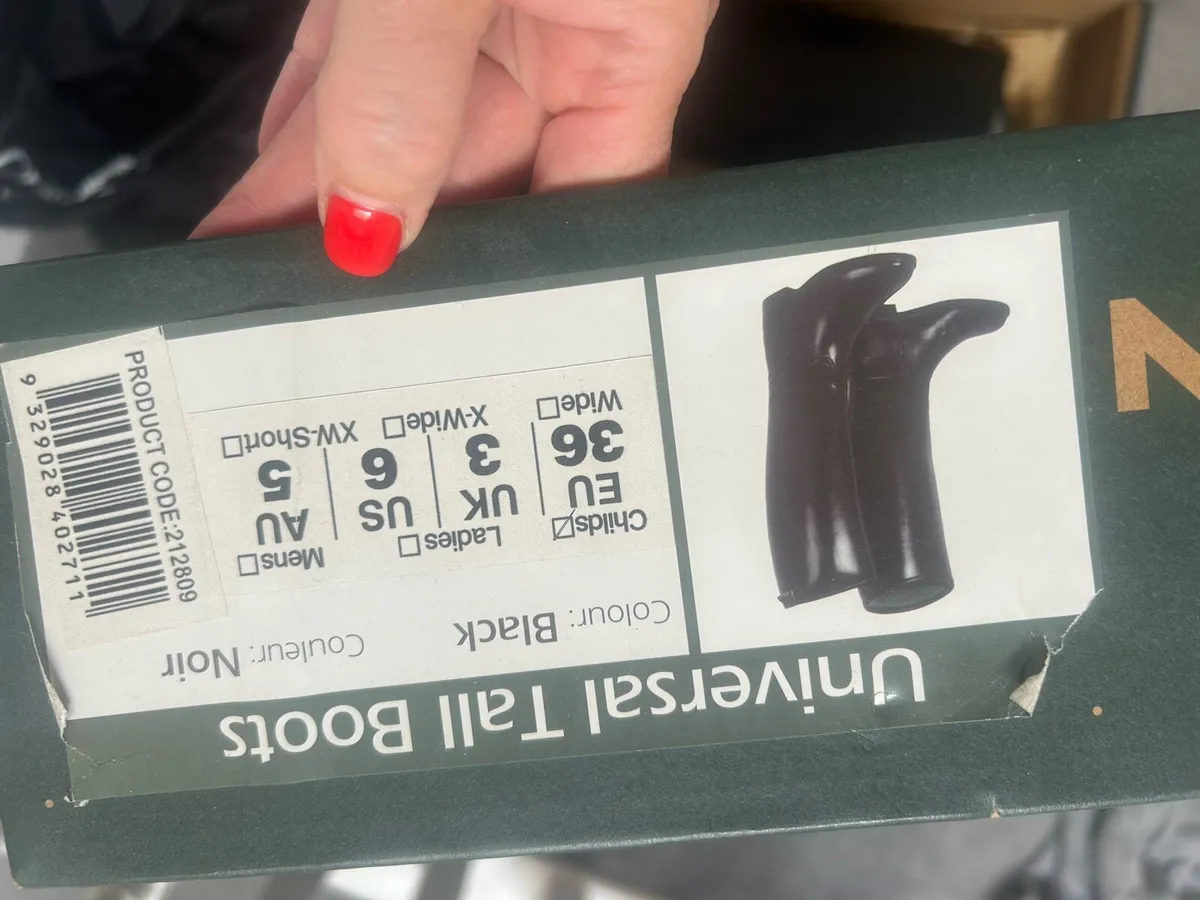 Universal Tall Boots
Colour: Black Couleur: Noir
Childs☑ Ladies☐ Mens☐
EU UK US AU
36 3 6 5
Wide☐ X-Wide☐ XW-Short☐
PRODUCT CODE:212809
9 329028 402711